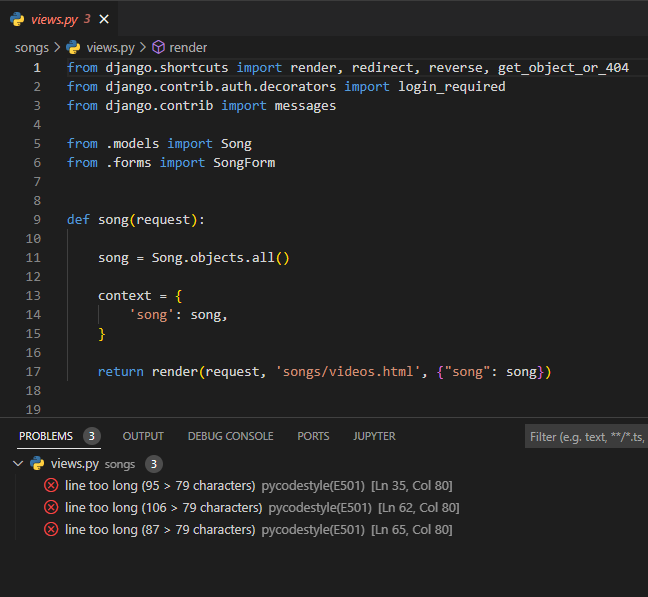 views.py 3 ×
songs > views.py > render
1 from django.shortcuts import render, redirect, reverse, get_object_or_404
2 from django.contrib.auth.decorators import login_required
3 from django.contrib import messages
4
5 from .models import Song
6 from .forms import SongForm
7
8
9 def song(request):
10
11     song = Song.objects.all()
12
13     context = {
14         'song': song,
15     }
16
17     return render(request, 'songs/videos.html', {"song": song})
18
19
PROBLEMS 3 OUTPUT DEBUG CONSOLE PORTS JUPYTER Filter (e.g. text, **/*.ts,
views.py songs 3
line too long (95 > 79 characters) pycodestyle(E501) [Ln 35, Col 80]
line too long (106 > 79 characters) pycodestyle(E501) [Ln 62, Col 80]
line too long (87 > 79 characters) pycodestyle(E501) [Ln 65, Col 80]